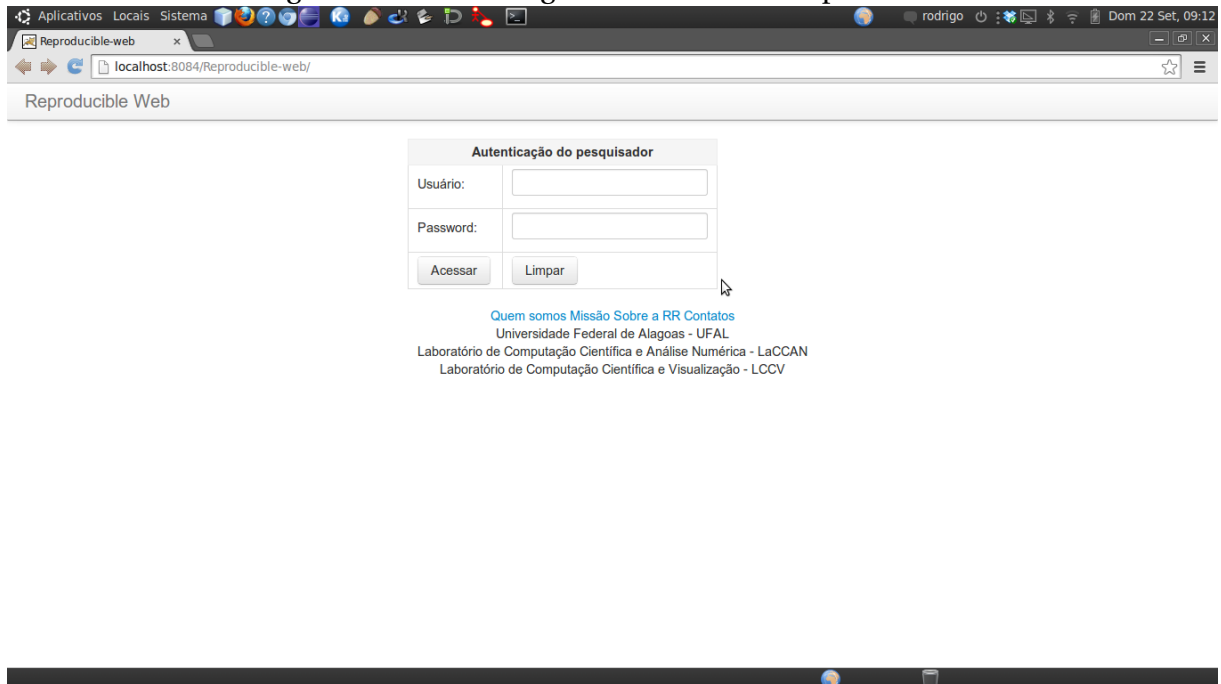 Aplicativos Locais Sistema rodrigo Dom 22 Set, 09:12
Reproducible-web
localhost:8084/Reproducible-web/
Reproducible Web
Autenticação do pesquisador
Usuário:
Password:
Acessar Limpar
Quem somos Missão Sobre a RR Contatos
Universidade Federal de Alagoas - UFAL
Laboratório de Computação Científica e Análise Numérica - LaCCAN
Laboratório de Computação Científica e Visualização - LCCV